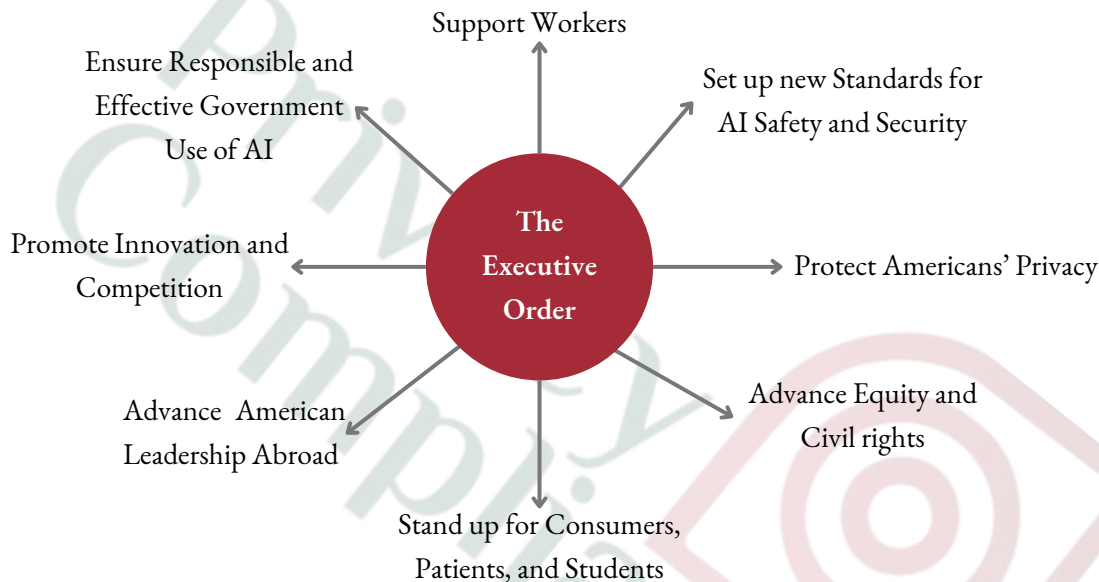 Support Workers
Ensure Responsible and
Effective Government
Use of AI
Set up new Standards for
AI Safety and Security
The
Executive
Order
Promote Innovation and
Competition
Protect Americans’ Privacy
Advance American
Leadership Abroad
Advance Equity and
Civil rights
Stand up for Consumers,
Patients, and Students
Privacy